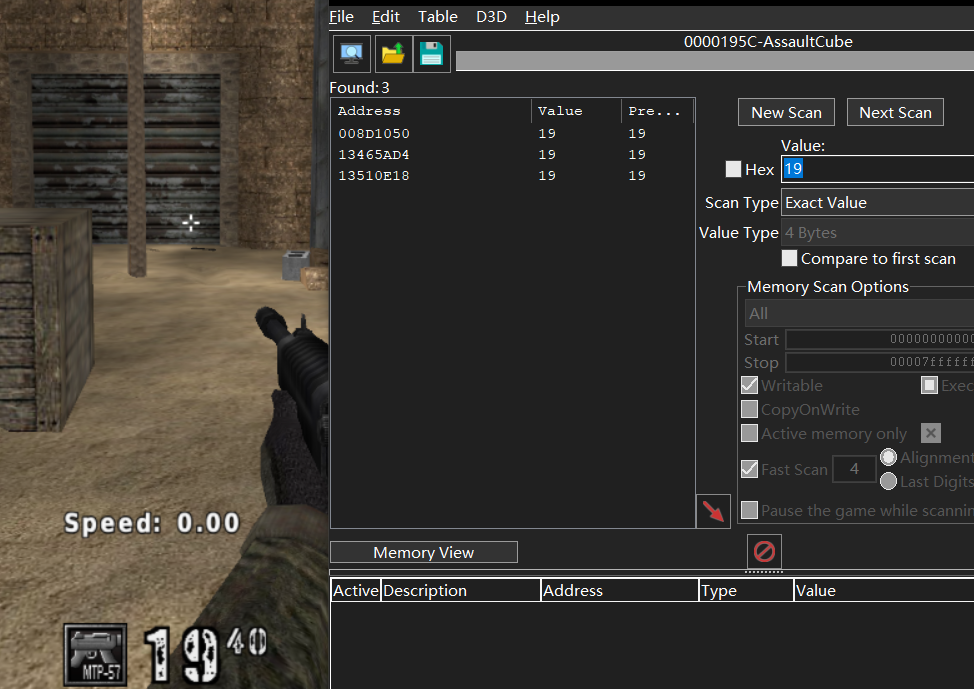 File Edit Table D3D Help
0000195C-AssaultCube
Found: 3
Address Value Pre...
008D1050 19 19
13465AD4 19 19
13510E18 19 19
New Scan Next Scan
Value:
Hex 19
Scan Type Exact Value
Value Type 4 Bytes
Compare to first scan
Memory Scan Options
All
Start 00000000000
Stop 00007ffffff
Writable Exec
CopyOnWrite
Active memory only
Fast Scan 4 Alignment
Last Digits
Pause the game while scannin
Memory View
Active Description Address Type Value
Speed: 0.00
MTP-57 19 40